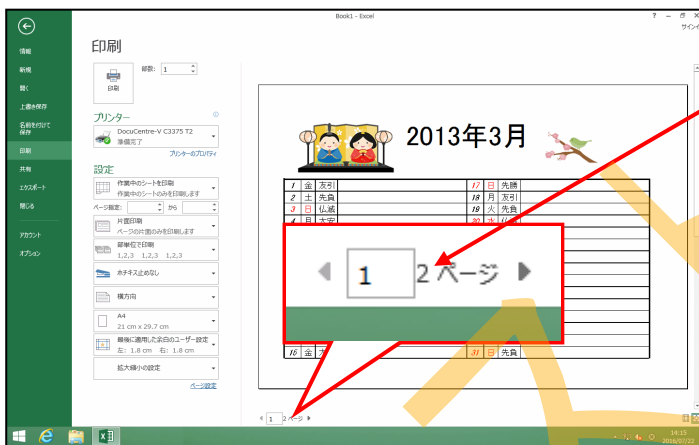 Book1 - Excel
? － 
サインイ
情報
新規
開く
上書き保存
名前を付けて
保存
印刷
共有
エクスポート
閉じる
アカウント
オプション
印刷
印刷
部数: 1
プリンター
DocuCentre-V C3375 T2
準備完了
プリンターのプロパティ
設定
作業中のシートを印刷
作業中のシートのみを印刷します
ページ指定: から
片面印刷
ページの片面のみを印刷します
部単位で印刷
1,2,3 1,2,3 1,2,3
ホチキス止めなし
横方向
A4
21 cm x 29.7 cm
最後に適用した余白のユーザー設定
左: 1.8 cm 右: 1.8 cm
拡大縮小の設定
ページ設定
2013年3月
1 金 友引 17 日 先勝
2 土 先負 18 月 友引
3 日 仏滅 19 火 先負
4 月 大安 20 水
1 2 ページ
16 金 31 日 先負
1 2 ページ
14:15
2016/07/22